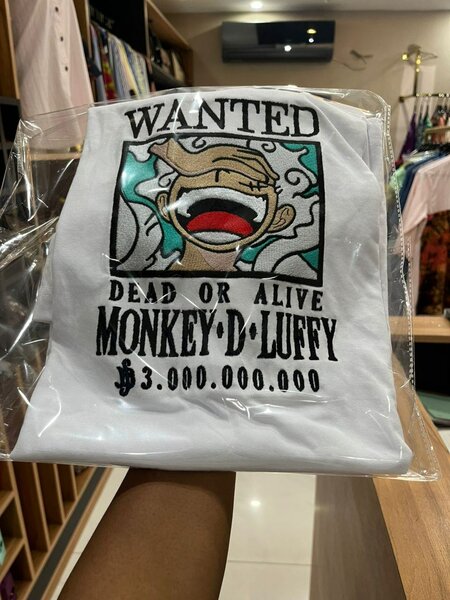 WANTED
DEAD OR ALIVE
MONKEY•D•LUFFY
฿ 3.000.000.000